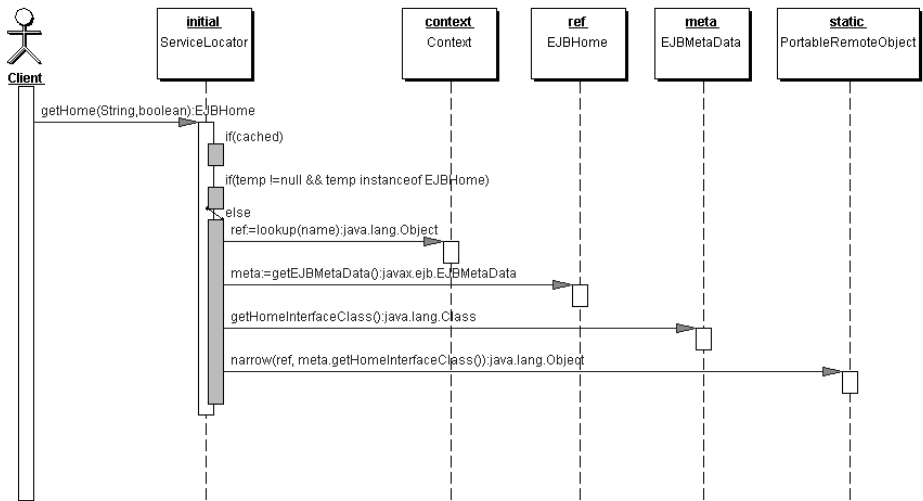 initial
ServiceLocator
context
Context
ref
EJBHome
meta
EJBMetaData
static
PortableRemoteObject
Client
getHome(String,boolean):EJBHome
if(cached)
if(temp !=null && temp instanceof EJBHome)
else
ref:=lookup(name):java.lang.Object
meta:=getEJBMetaData():javax.ejb.EJBMetaData
getHomeInterfaceClass():java.lang.Class
narrow(ref, meta.getHomeInterfaceClass()):java.lang.Object